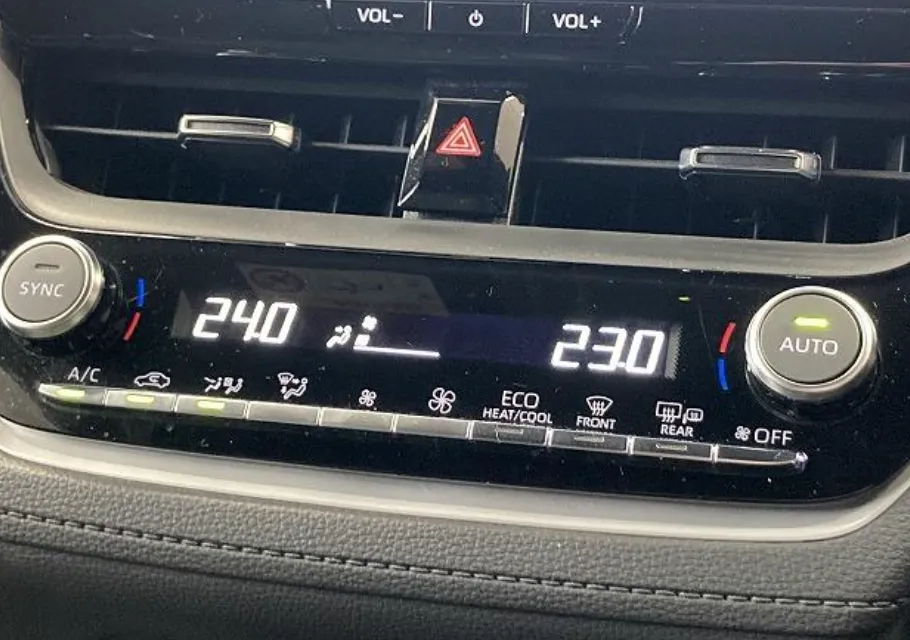 VOL− VOL+
SYNC
24.0 23.0
AUTO
A/C
ECO
HEAT/COOL
FRONT
REAR
OFF